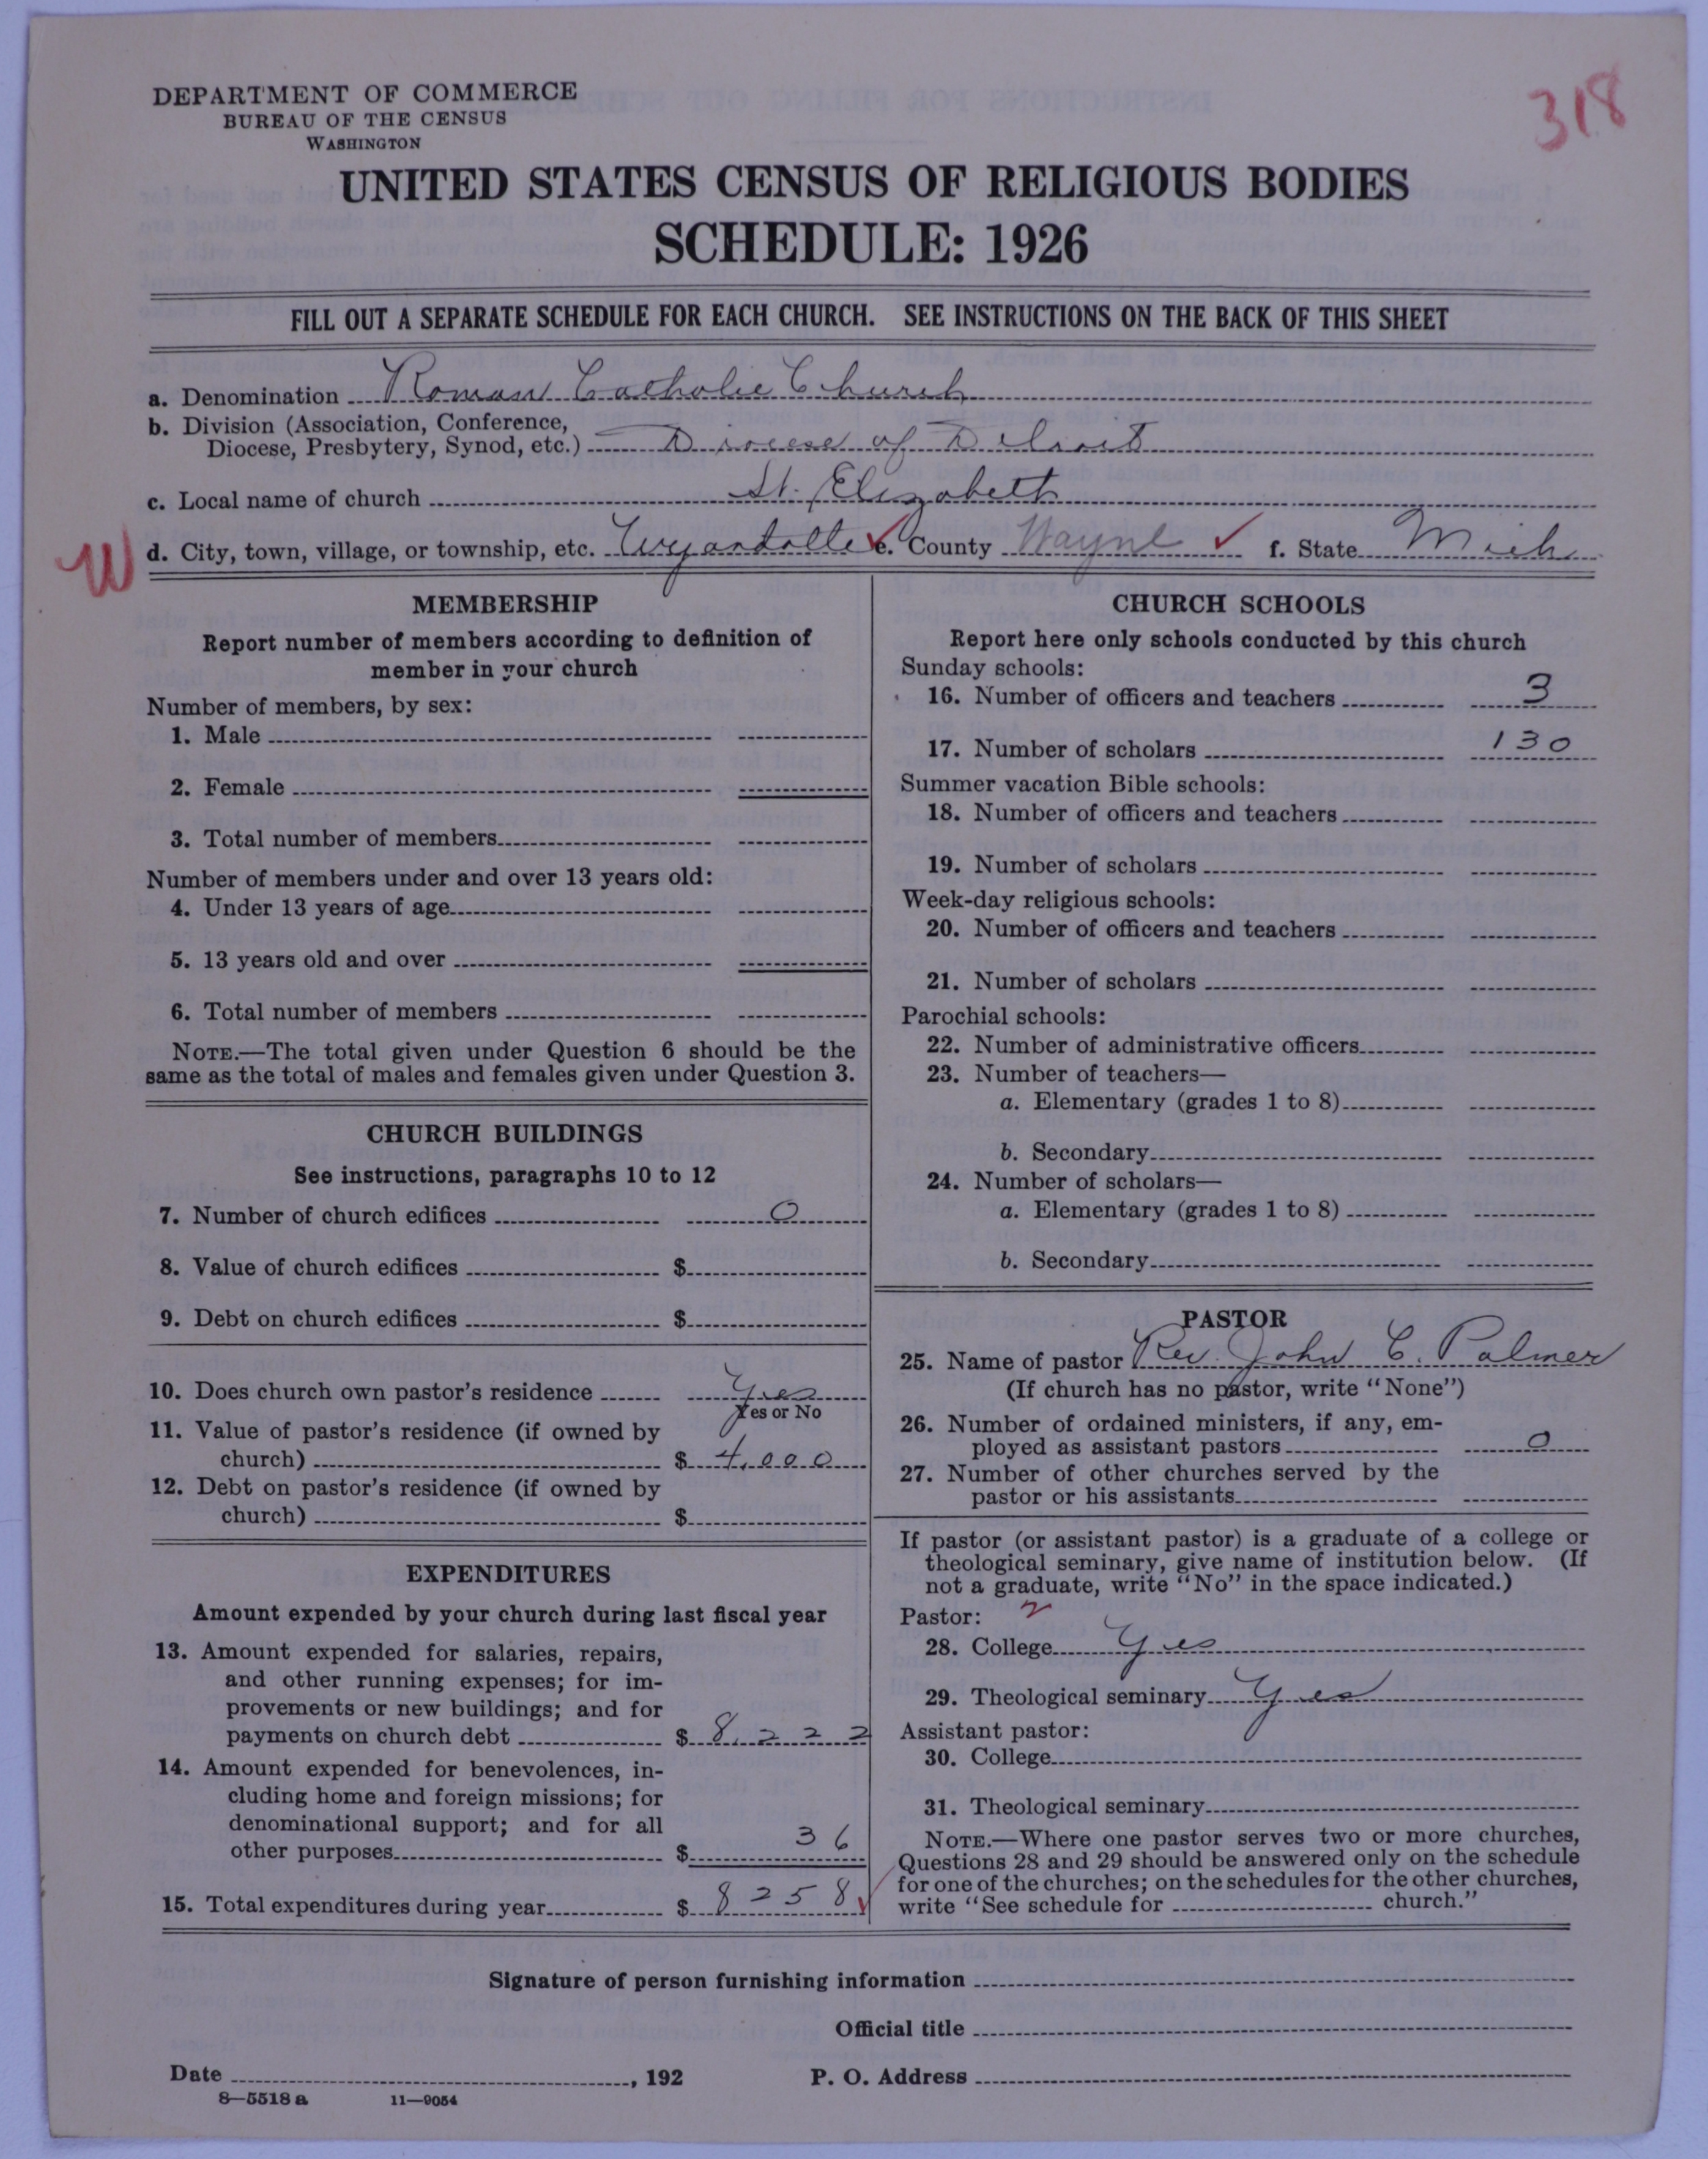 318
DEPARTMENT OF COMMERCE
BUREAU OF THE CENSUS
WASHINGTON
UNITED STATES CENSUS OF RELIGIOUS BODIES
SCHEDULE: 1926
FILL OUT A SEPARATE SCHEDULE FOR EACH CHURCH. SEE INSTRUCTIONS ON THE BACK OF THIS SHEET
a. Denomination Roman Catholic Church
b. Division (Association, Conference,
Diocese, Presbytery, Synod, etc.) Diocese of Detroit
c. Local name of church St. Elizabeth
W d. City, town, village, or township, etc. Wyandotte e. County Wayne f. State Mich
MEMBERSHIP
Report number of members according to definition of
member in your church
Number of members, by sex:
1. Male
2. Female
3. Total number of members
Number of members under and over 13 years old:
4. Under 13 years of age
5. 13 years old and over
6. Total number of members
NOTE.—The total given under Question 6 should be the
same as the total of males and females given under Question 3.
CHURCH BUILDINGS
See instructions, paragraphs 10 to 12
7. Number of church edifices 0
8. Value of church edifices $
9. Debt on church edifices $
10. Does church own pastor's residence Yes
Yes or No
11. Value of pastor's residence (if owned by
church) $ 4,000
12. Debt on pastor's residence (if owned by
church) $
EXPENDITURES
Amount expended by your church during last fiscal year
13. Amount expended for salaries, repairs,
and other running expenses; for im-
provements or new buildings; and for
payments on church debt $ 8,222
14. Amount expended for benevolences, in-
cluding home and foreign missions; for
denominational support; and for all
other purposes $ 36
15. Total expenditures during year $ 8258
CHURCH SCHOOLS
Report here only schools conducted by this church
Sunday schools:
16. Number of officers and teachers 3
17. Number of scholars 130
Summer vacation Bible schools:
18. Number of officers and teachers
19. Number of scholars
Week-day religious schools:
20. Number of officers and teachers
21. Number of scholars
Parochial schools:
22. Number of administrative officers
23. Number of teachers—
a. Elementary (grades 1 to 8)
b. Secondary
24. Number of scholars—
a. Elementary (grades 1 to 8)
b. Secondary
PASTOR
25. Name of pastor Rev. John C. Palmer
(If church has no pastor, write "None")
26. Number of ordained ministers, if any, em-
ployed as assistant pastors 0
27. Number of other churches served by the
pastor or his assistants
If pastor (or assistant pastor) is a graduate of a college or
theological seminary, give name of institution below. (If
not a graduate, write "No" in the space indicated.)
Pastor: 2
28. College Yes
29. Theological seminary Yes
Assistant pastor:
30. College
31. Theological seminary
NOTE.—Where one pastor serves two or more churches,
Questions 28 and 29 should be answered only on the schedule
for one of the churches; on the schedules for the other churches,
write "See schedule for church."
Signature of person furnishing information
Official title
Date , 192 P. O. Address
8—5518 a 11—9054